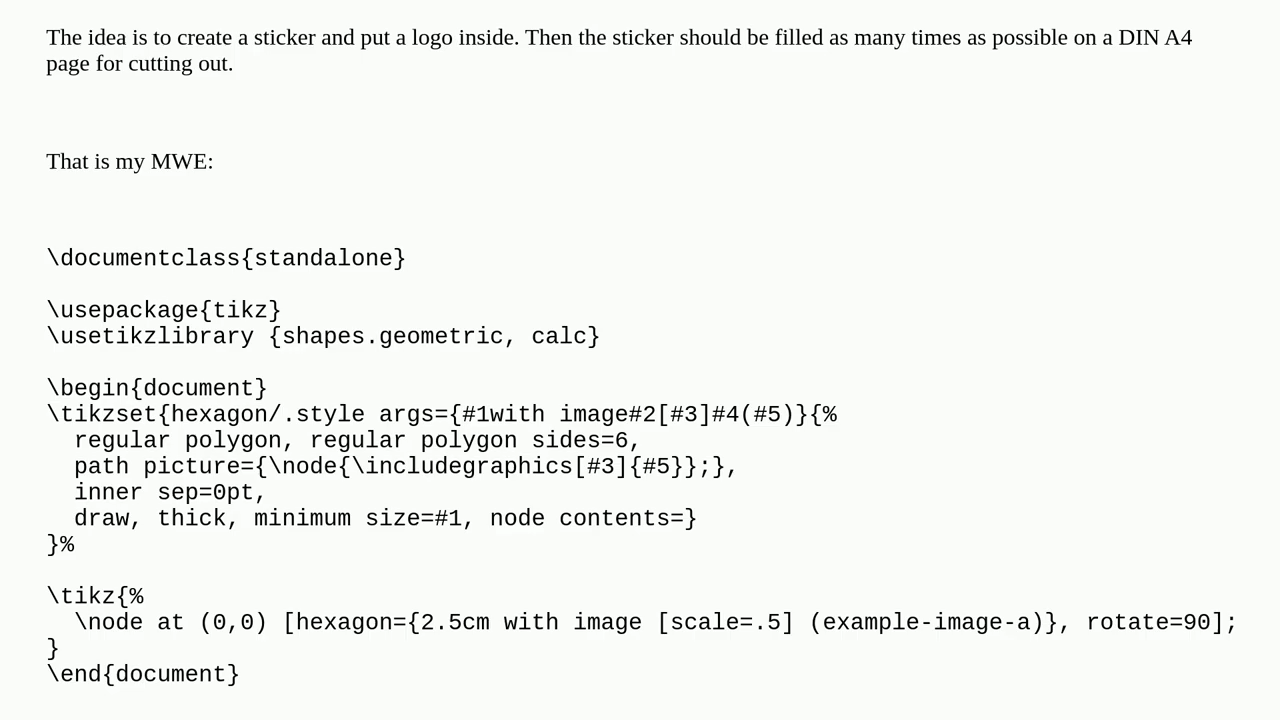 The idea is to create a sticker and put a logo inside. Then the sticker should be filled as many times as possible on a DIN A4
page for cutting out.
That is my MWE:
\documentclass{standalone}
\usepackage{tikz}
\usetikzlibrary {shapes.geometric, calc}
\begin{document}
\tikzset{hexagon/.style args={#1with image#2[#3]#4(#5)}{%
  regular polygon, regular polygon sides=6,
  path picture={\node{\includegraphics[#3]{#5}};},
  inner sep=0pt,
  draw, thick, minimum size=#1, node contents=}
}%
\tikz{%
  \node at (0,0) [hexagon={2.5cm with image [scale=.5] (example-image-a)}, rotate=90];
}
\end{document}